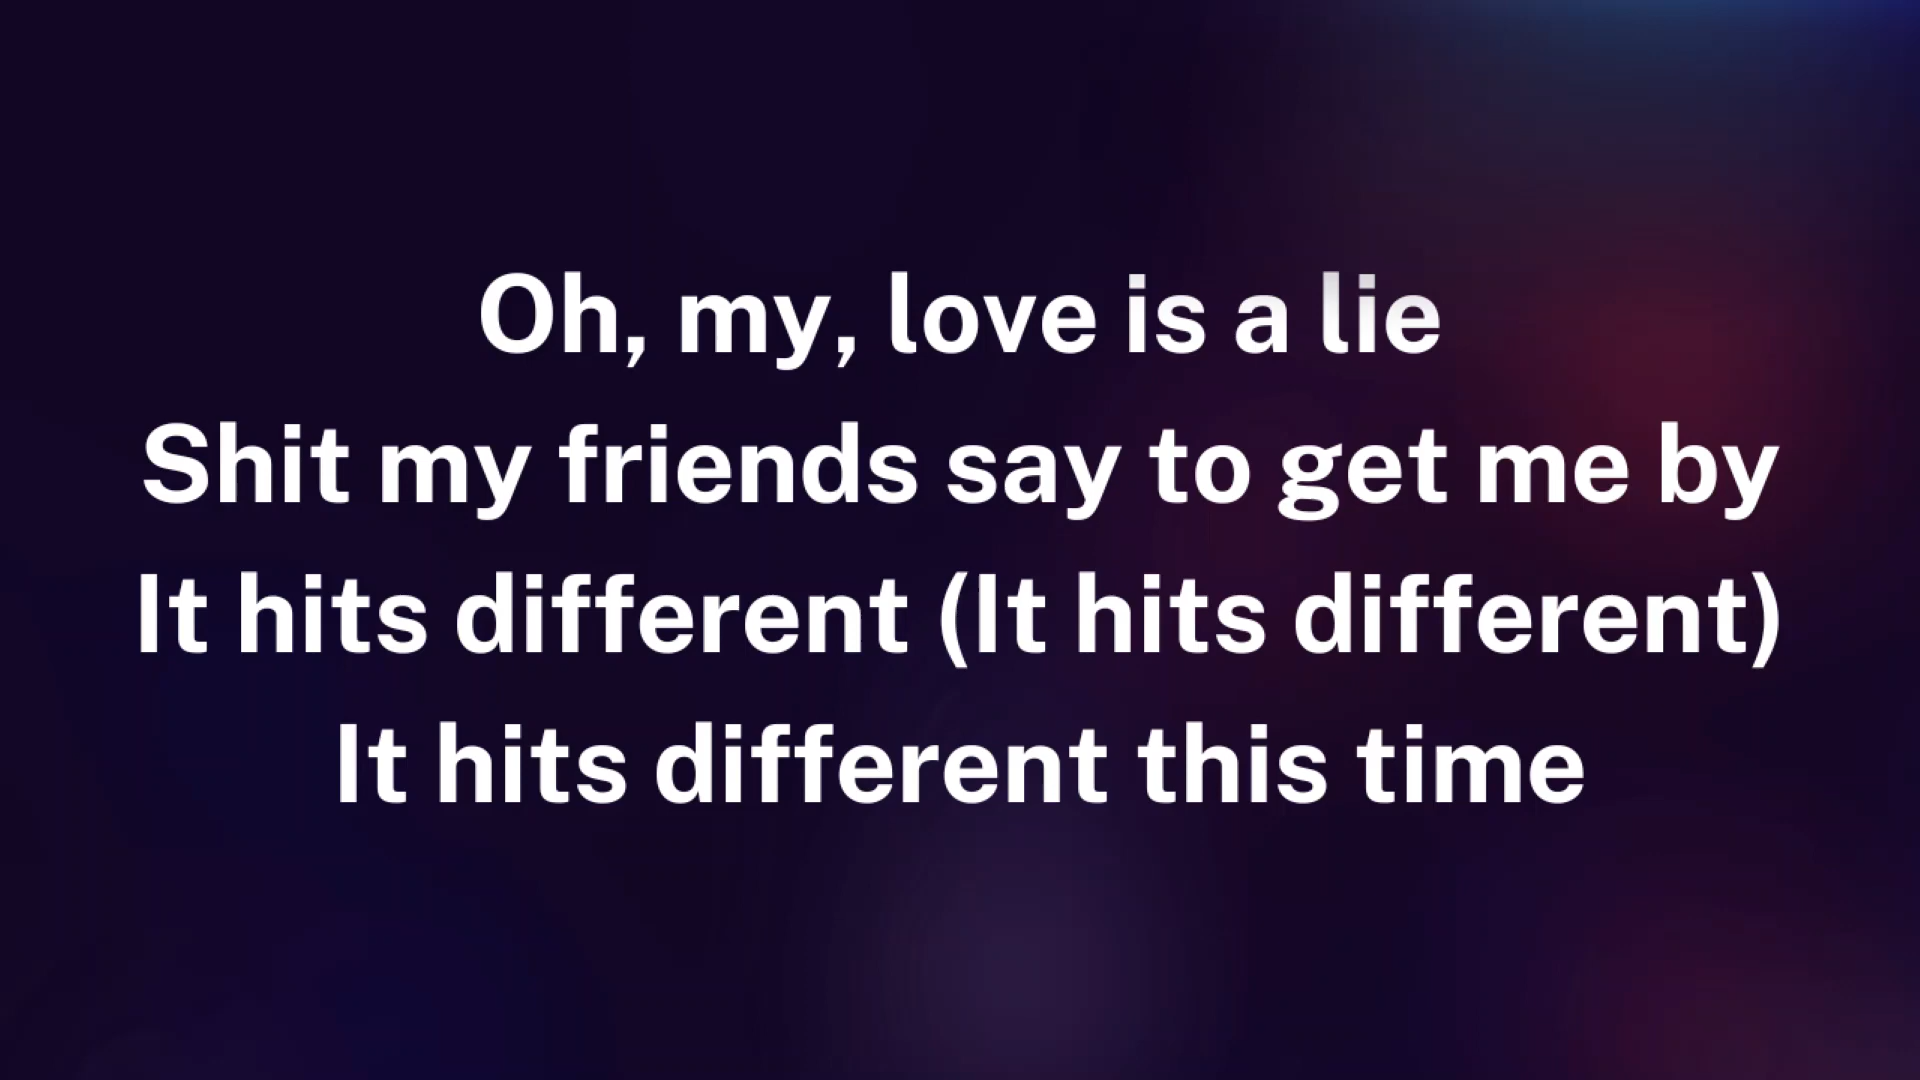 Oh, my, love is a lie
Shit my friends say to get me by
It hits different (It hits different)
It hits different this time